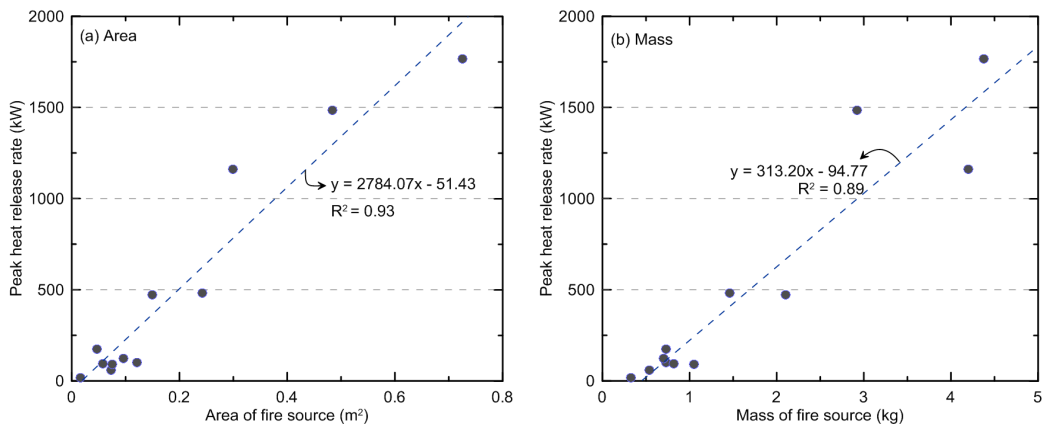 (a) Area
Peak heat release rate (kW)
2000
1500
1000
500
0
y = 2784.07x - 51.43
R² = 0.93
0 0.2 0.4 0.6 0.8
Area of fire source (m²)
(b) Mass
Peak heat release rate (kW)
2000
1500
1000
500
0
y = 313.20x - 94.77
R² = 0.89
0 1 2 3 4 5
Mass of fire source (kg)